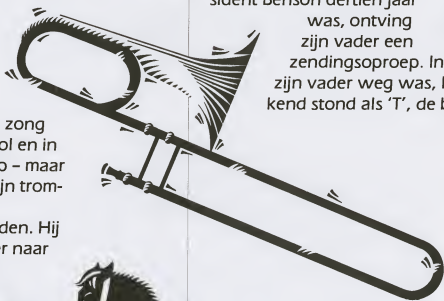 zong
ol en in
o – maar
ijn trom-
den. Hij
er naar
sident Benson dertien jaar
was, ontving
zijn vader een
zendingsoproep. In
zijn vader weg was,
kend stond als ‘T’, de